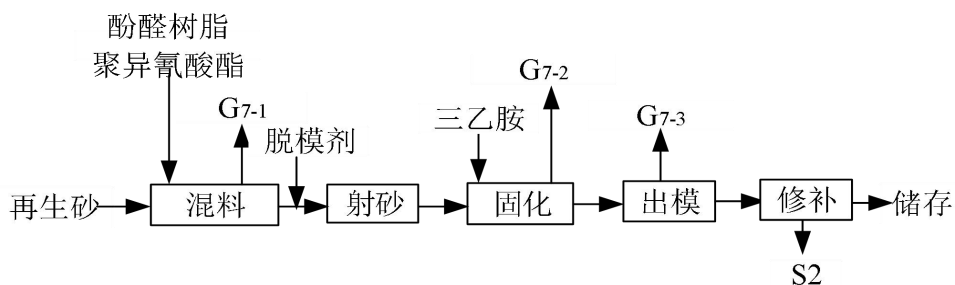 酚醛树脂
聚异氰酸酯
G7-1
脱模剂
三乙胺
G7-2
G7-3
再生砂
混料
射砂
固化
出模
修补
储存
S2